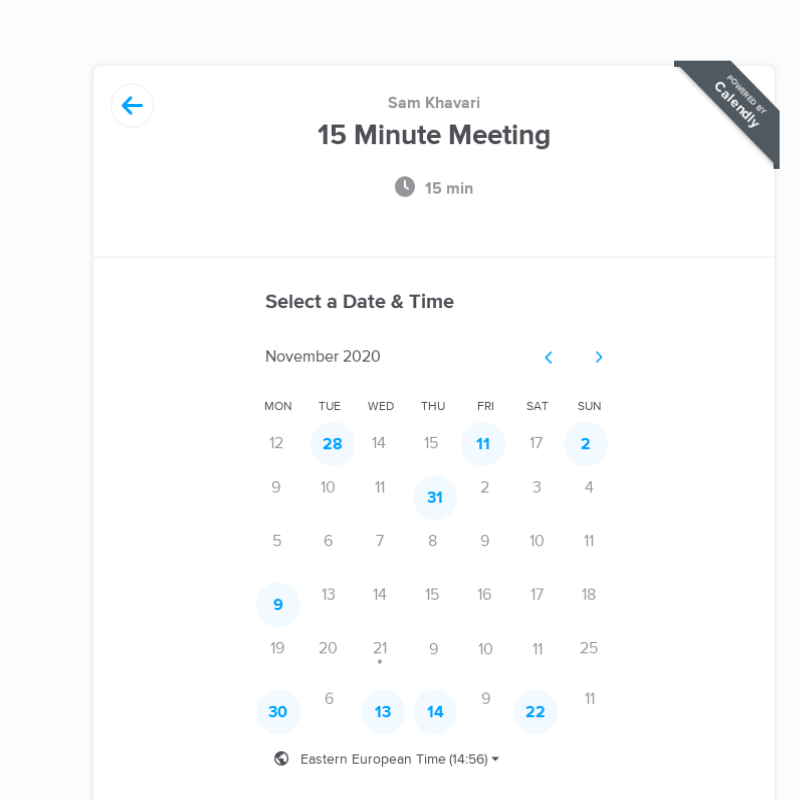 POWERED BY
Calendly
Sam Khavari
15 Minute Meeting
15 min
Select a Date & Time
November 2020
MON TUE WED THU FRI SAT SUN
12 28 14 15 11 17 2
9 10 11 31 2 3 4
5 6 7 8 9 10 11
9 13 14 15 16 17 18
19 20 21 9 10 11 25
30 6 13 14 9 22 11
Eastern European Time (14:56)